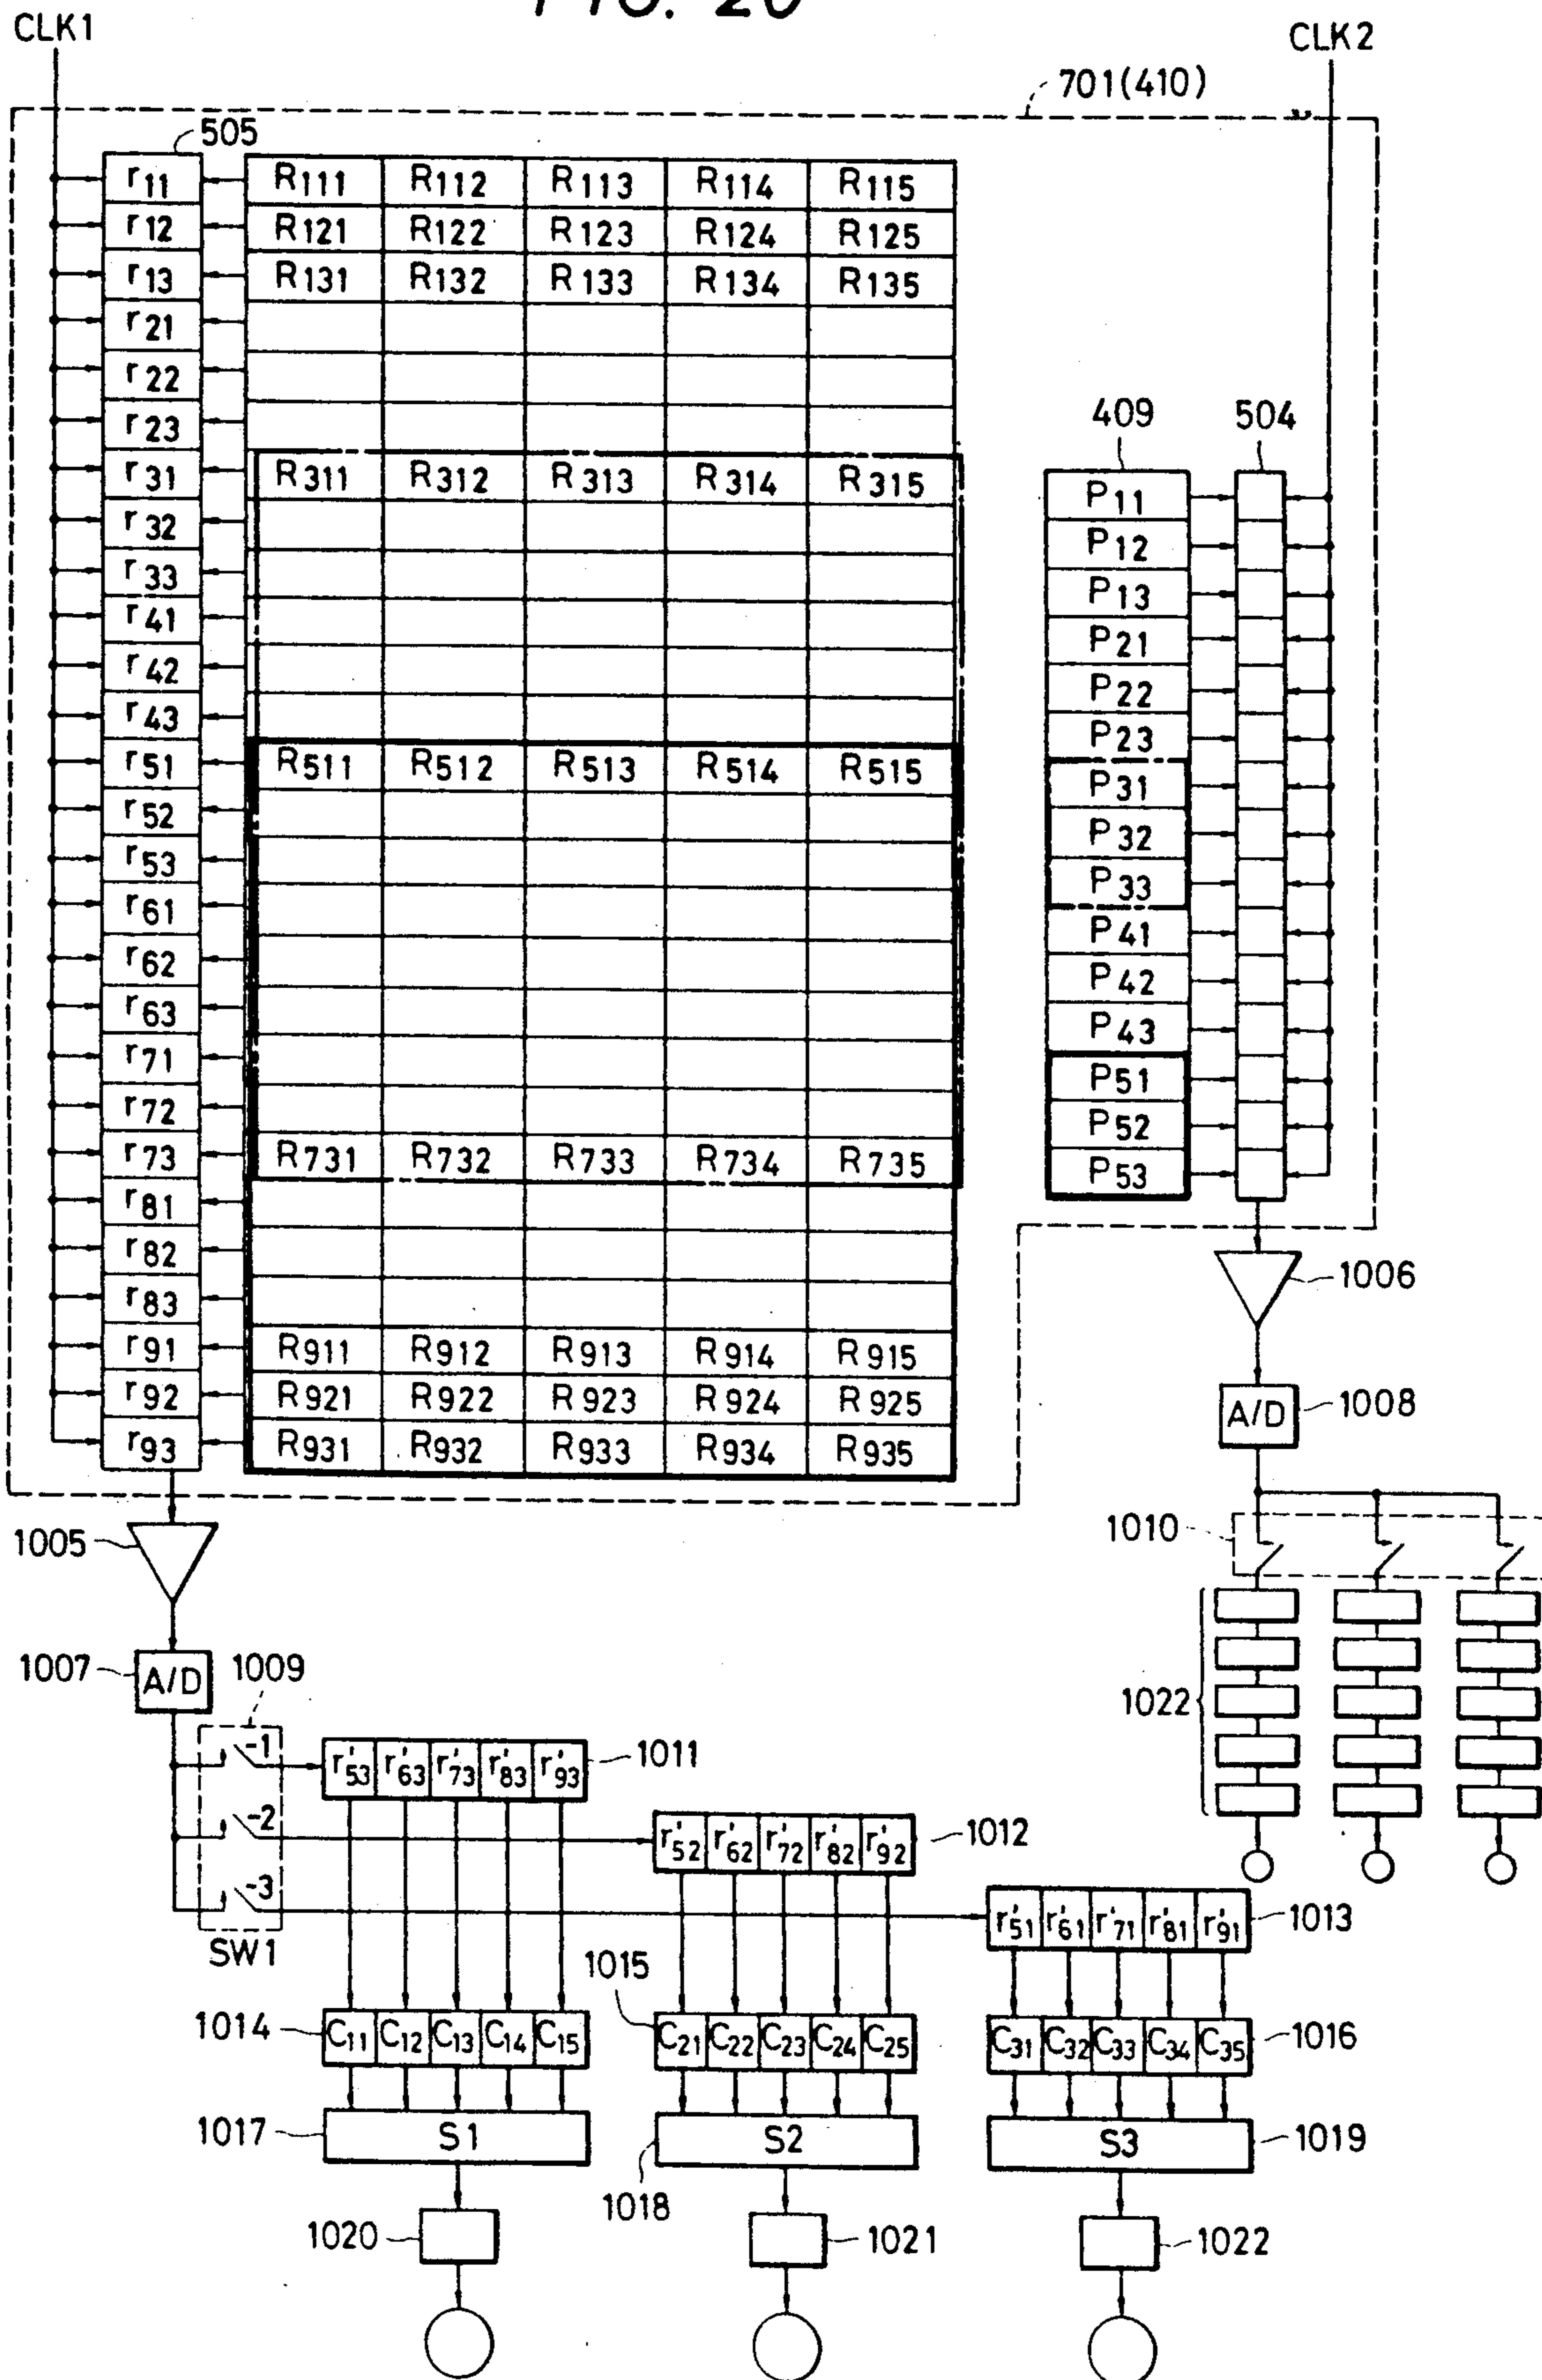 FIG. 20
CLK1
CLK2
701(410)
505
r11 R111 R112 R113 R114 R115
r12 R121 R122 R123 R124 R125
r13 R131 R132 R133 R134 R135
r21
r22
r23
409 504
r31 R311 R312 R313 R314 R315
P11
r32
P12
r33
P13
r41
P21
r42
P22
r43
P23
r51 R511 R512 R513 R514 R515
P31
r52
P32
r53
P33
r61
P41
r62
P42
r63
P43
r71
P51
r72
P52
r73 R731 R732 R733 R734 R735
P53
r81
r82
1006
r83
r91 R911 R912 R913 R914 R915
r92 R921 R922 R923 R924 R925
A/D 1008
r93 R931 R932 R933 R934 R935
1005
1010
1007 A/D 1009
1022
-1 r'53 r'63 r'73 r'83 r'93 1011
-2 r'52 r'62 r'72 r'82 r'92 1012
-3 r'51 r'61 r'71 r'81 r'91 1013
SW1
1015
1014 C11 C12 C13 C14 C15 C21 C22 C23 C24 C25 C31 C32 C33 C34 C35 1016
1017 S1 S2 S3 1019
1018
1020 1021 1022